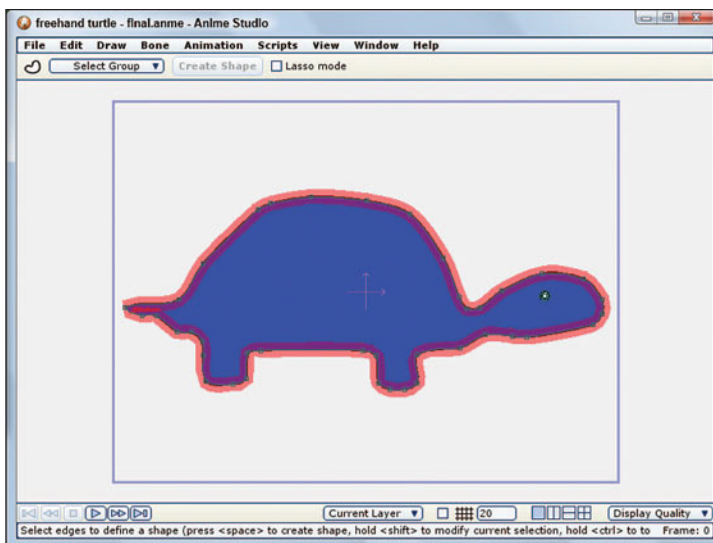 freehand turtle - final.anme - Anime Studio
File Edit Draw Bone Animation Scripts View Window Help
Select Group Create Shape Lasso mode
Current Layer 20 Display Quality
Select edges to define a shape (press <space> to create shape, hold <shift> to modify current selection, hold <ctrl> to to Frame: 0